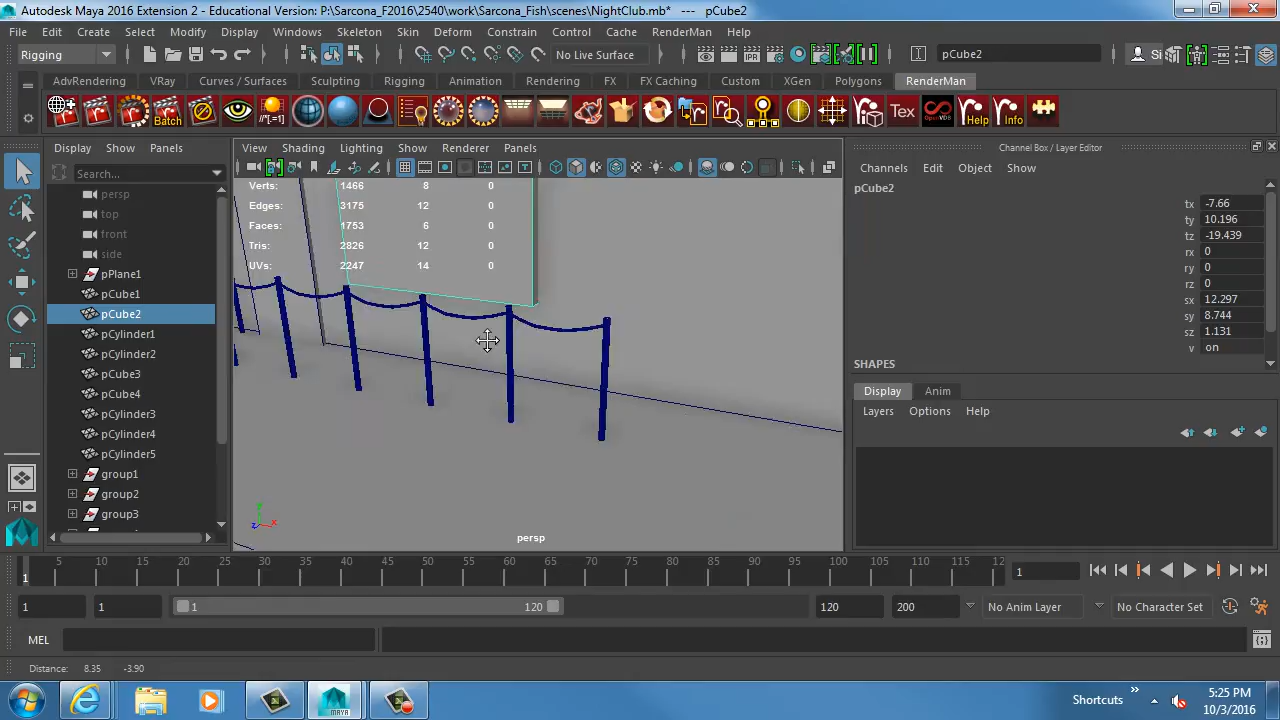 Autodesk Maya 2016 Extension 2 - Educational Version: P:\Sarcona_F2016\2540\work\Sarcona_Fish\scenes\NightClub.mb* --- pCube2
File Edit Create Select Modify Display Windows Skeleton Skin Deform Constrain Control Cache RenderMan Help
Rigging No Live Surface pCube2 Si
AdvRendering VRay Curves / Surfaces Sculpting Rigging Animation Rendering FX FX Caching Custom XGen Polygons RenderMan
IPR Batch //[.=] Tex OpenVDB Help Info
Display Show Panels View Shading Lighting Show Renderer Panels Channel Box / Layer Editor
Search... Channels Edit Object Show
pCube2
persp
top
front
side
pPlane1
pCube1
pCube2
pCylinder1
pCylinder2
pCube3
pCube4
pCylinder3
pCylinder4
pCylinder5
group1
group2
group3
Verts: 1466 8 0
Edges: 3175 12 0
Faces: 1753 6 0
Tris: 2826 12 0
UVs: 2247 14 0
y
z x
persp
tx -7.66
ty 10.196
tz -19.439
rx 0
ry 0
rz 0
sx 12.297
sy 8.744
sz 1.131
v on
SHAPES
Display Anim
Layers Options Help
1 5 10 15 20 25 30 35 40 45 50 55 60 65 70 75 80 85 90 95 100 105 110 115 12 1
1 1 1 120 120 200 No Anim Layer No Character Set
MEL
Distance: 8.35 -3.90
MAYA Shortcuts 5:25 PM
10/3/2016